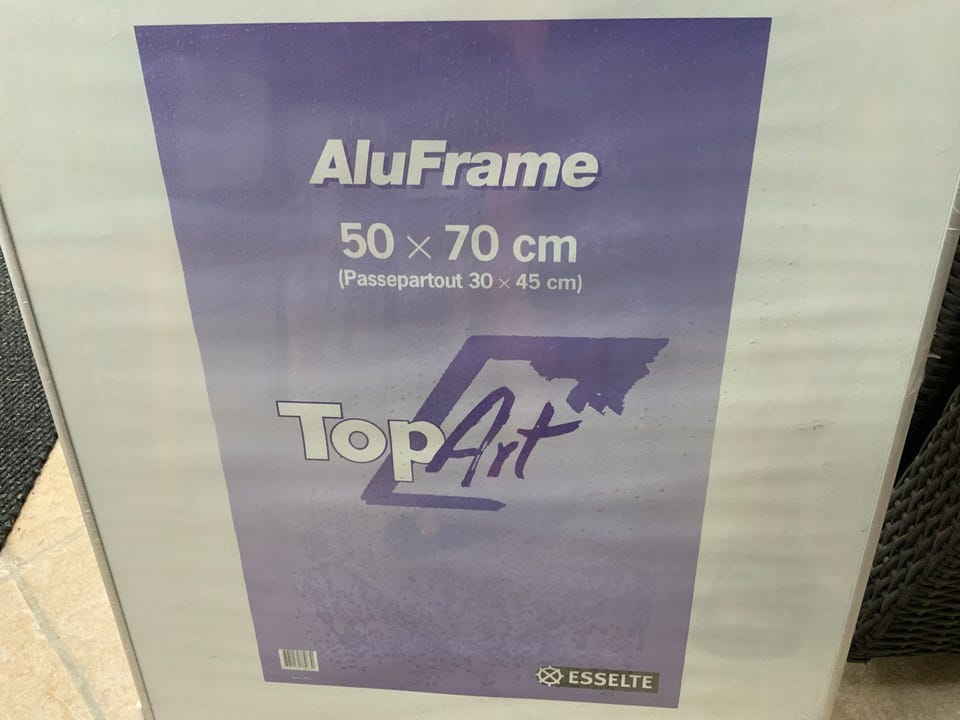 AluFrame
50 × 70 cm
(Passepartout 30 × 45 cm)
TopArt
ESSELTE